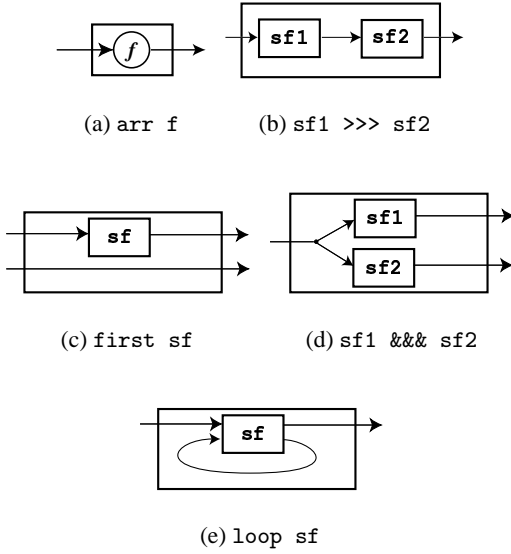 f
sf1 sf2
(a) arr f
(b) sf1 >>> sf2
sf
sf1
sf2
(c) first sf
(d) sf1 &&& sf2
sf
(e) loop sf